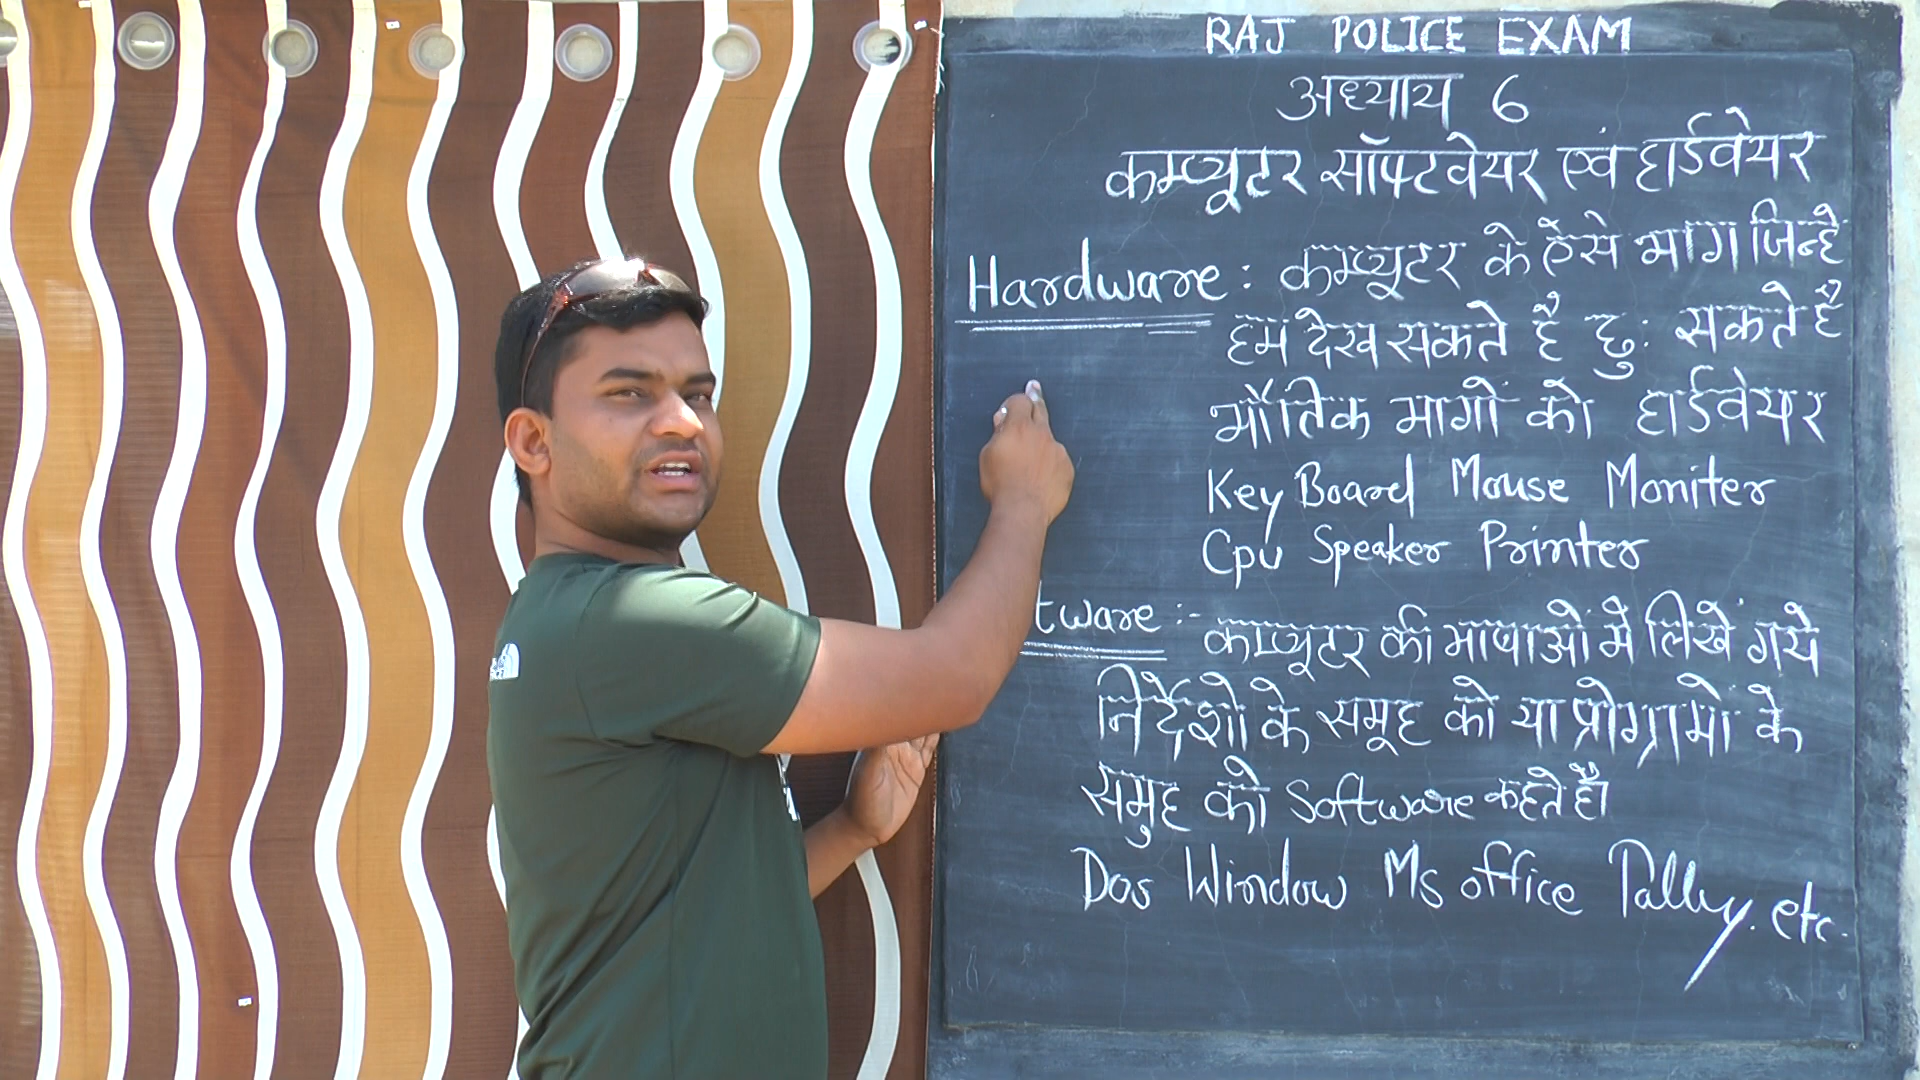 RAJ POLICE EXAM
अध्याय 6
कम्प्यूटर सॉफ्टवेयर एवं हार्डवेयर
Hardware : कम्प्यूटर के ऐसे भाग जिन्हे
हम देख सकते है छु: सकते है
भौतिक भागों को हार्डवेयर
Key Board Mouse Moniter
Cpu Speaker Printer
tware :- कम्प्यूटर की भाषाओं में लिखें गये
निर्देशो के समूह को या प्रोग्रामों के
समुह को Software कहते है।
Dos Window Ms office Tally. etc.